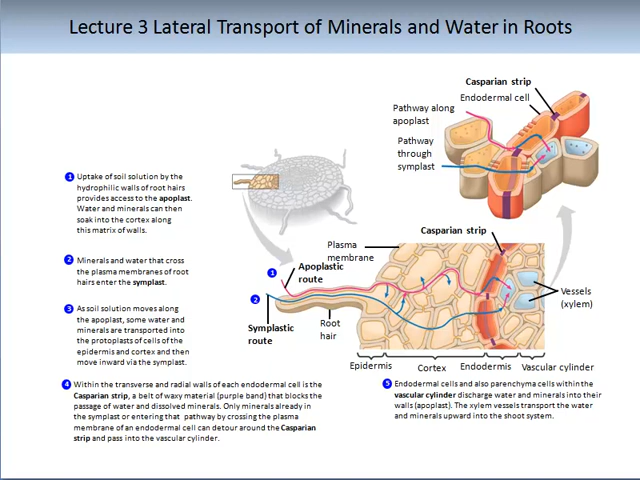 Lecture 3 Lateral Transport of Minerals and Water in Roots
Casparian strip
Endodermal cell
Pathway along
apoplast
Pathway
through
symplast
1 Uptake of soil solution by the
hydrophilic walls of root hairs
provides access to the apoplast.
Water and minerals can then
soak into the cortex along
this matrix of walls.
2 Minerals and water that cross
the plasma membranes of root
hairs enter the symplast.
3 As soil solution moves along
the apoplast, some water and
minerals are transported into
the protoplasts of cells of the
epidermis and cortex and then
move inward via the symplast.
Casparian strip
Plasma
membrane
1
Apoplastic
route
2
Symplastic
route
Root
hair
Vessels
(xylem)
Epidermis
Cortex
Endodermis
Vascular cylinder
4 Within the transverse and radial walls of each endodermal cell is the
Casparian strip, a belt of waxy material (purple band) that blocks the
passage of water and dissolved minerals. Only minerals already in
the symplast or entering that pathway by crossing the plasma
membrane of an endodermal cell can detour around the Casparian
strip and pass into the vascular cylinder.
5 Endodermal cells and also parenchyma cells within the
vascular cylinder discharge water and minerals into their
walls (apoplast). The xylem vessels transport the water
and minerals upward into the shoot system.